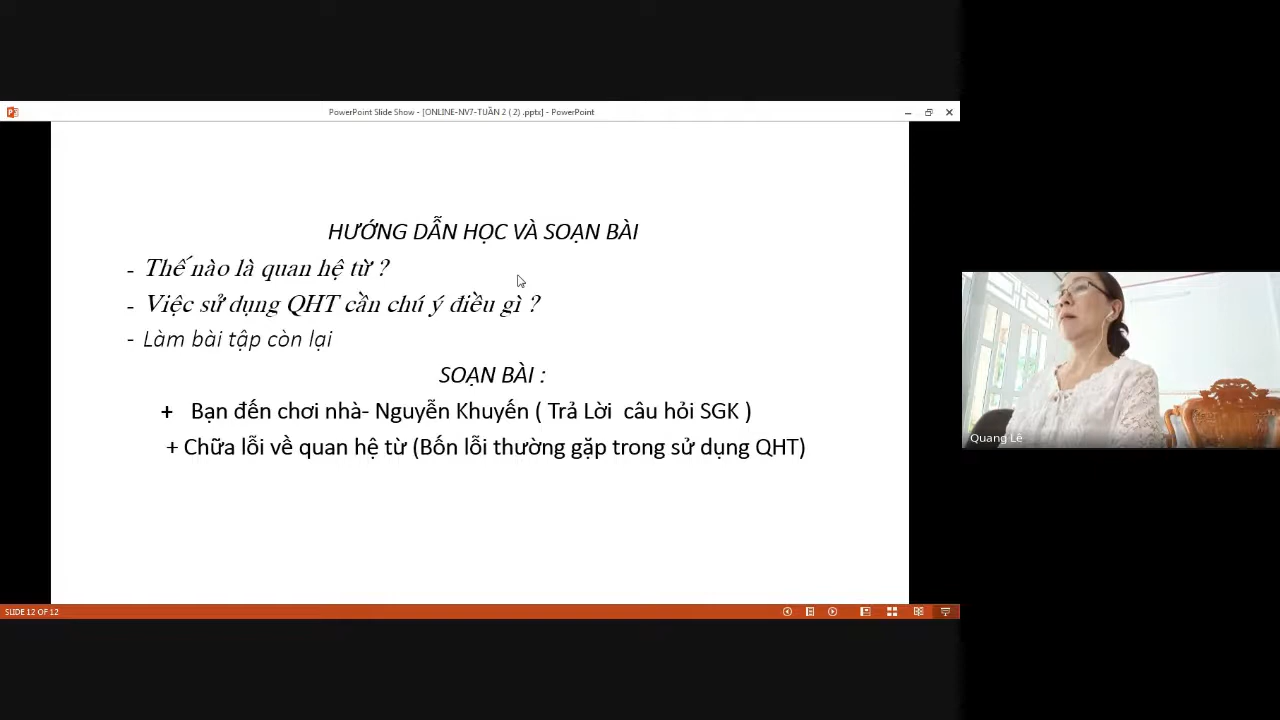 PowerPoint Slide Show - [ONLINE-NV7-TUẦN 2 ( 2) .pptx] - PowerPoint
HƯỚNG DẪN HỌC VÀ SOẠN BÀI
- Thế nào là quan hệ từ ?
- Việc sử dụng QHT cần chú ý điều gì ?
- Làm bài tập còn lại
SOẠN BÀI :
+ Bạn đến chơi nhà- Nguyễn Khuyến ( Trả Lời câu hỏi SGK )
+ Chữa lỗi về quan hệ từ (Bốn lỗi thường gặp trong sử dụng QHT)
Quang Lê
SLIDE 12 OF 12